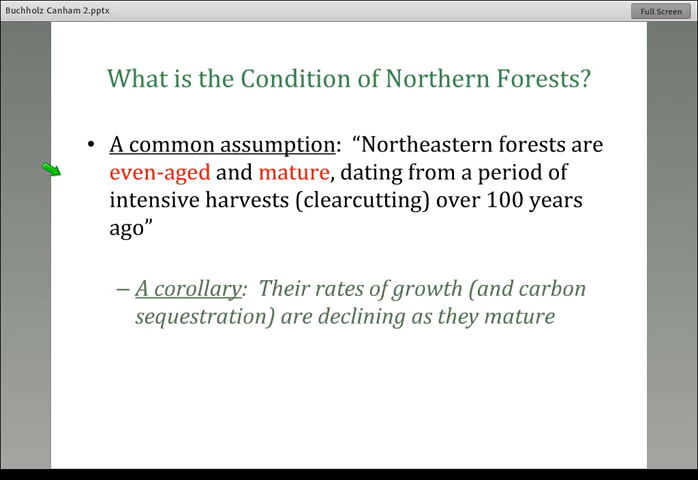 Buchholz Canham 2.pptx
Full Screen
What is the Condition of Northern Forests?
• A common assumption: “Northeastern forests are
even-aged and mature, dating from a period of
intensive harvests (clearcutting) over 100 years
ago”
– A corollary: Their rates of growth (and carbon
sequestration) are declining as they mature